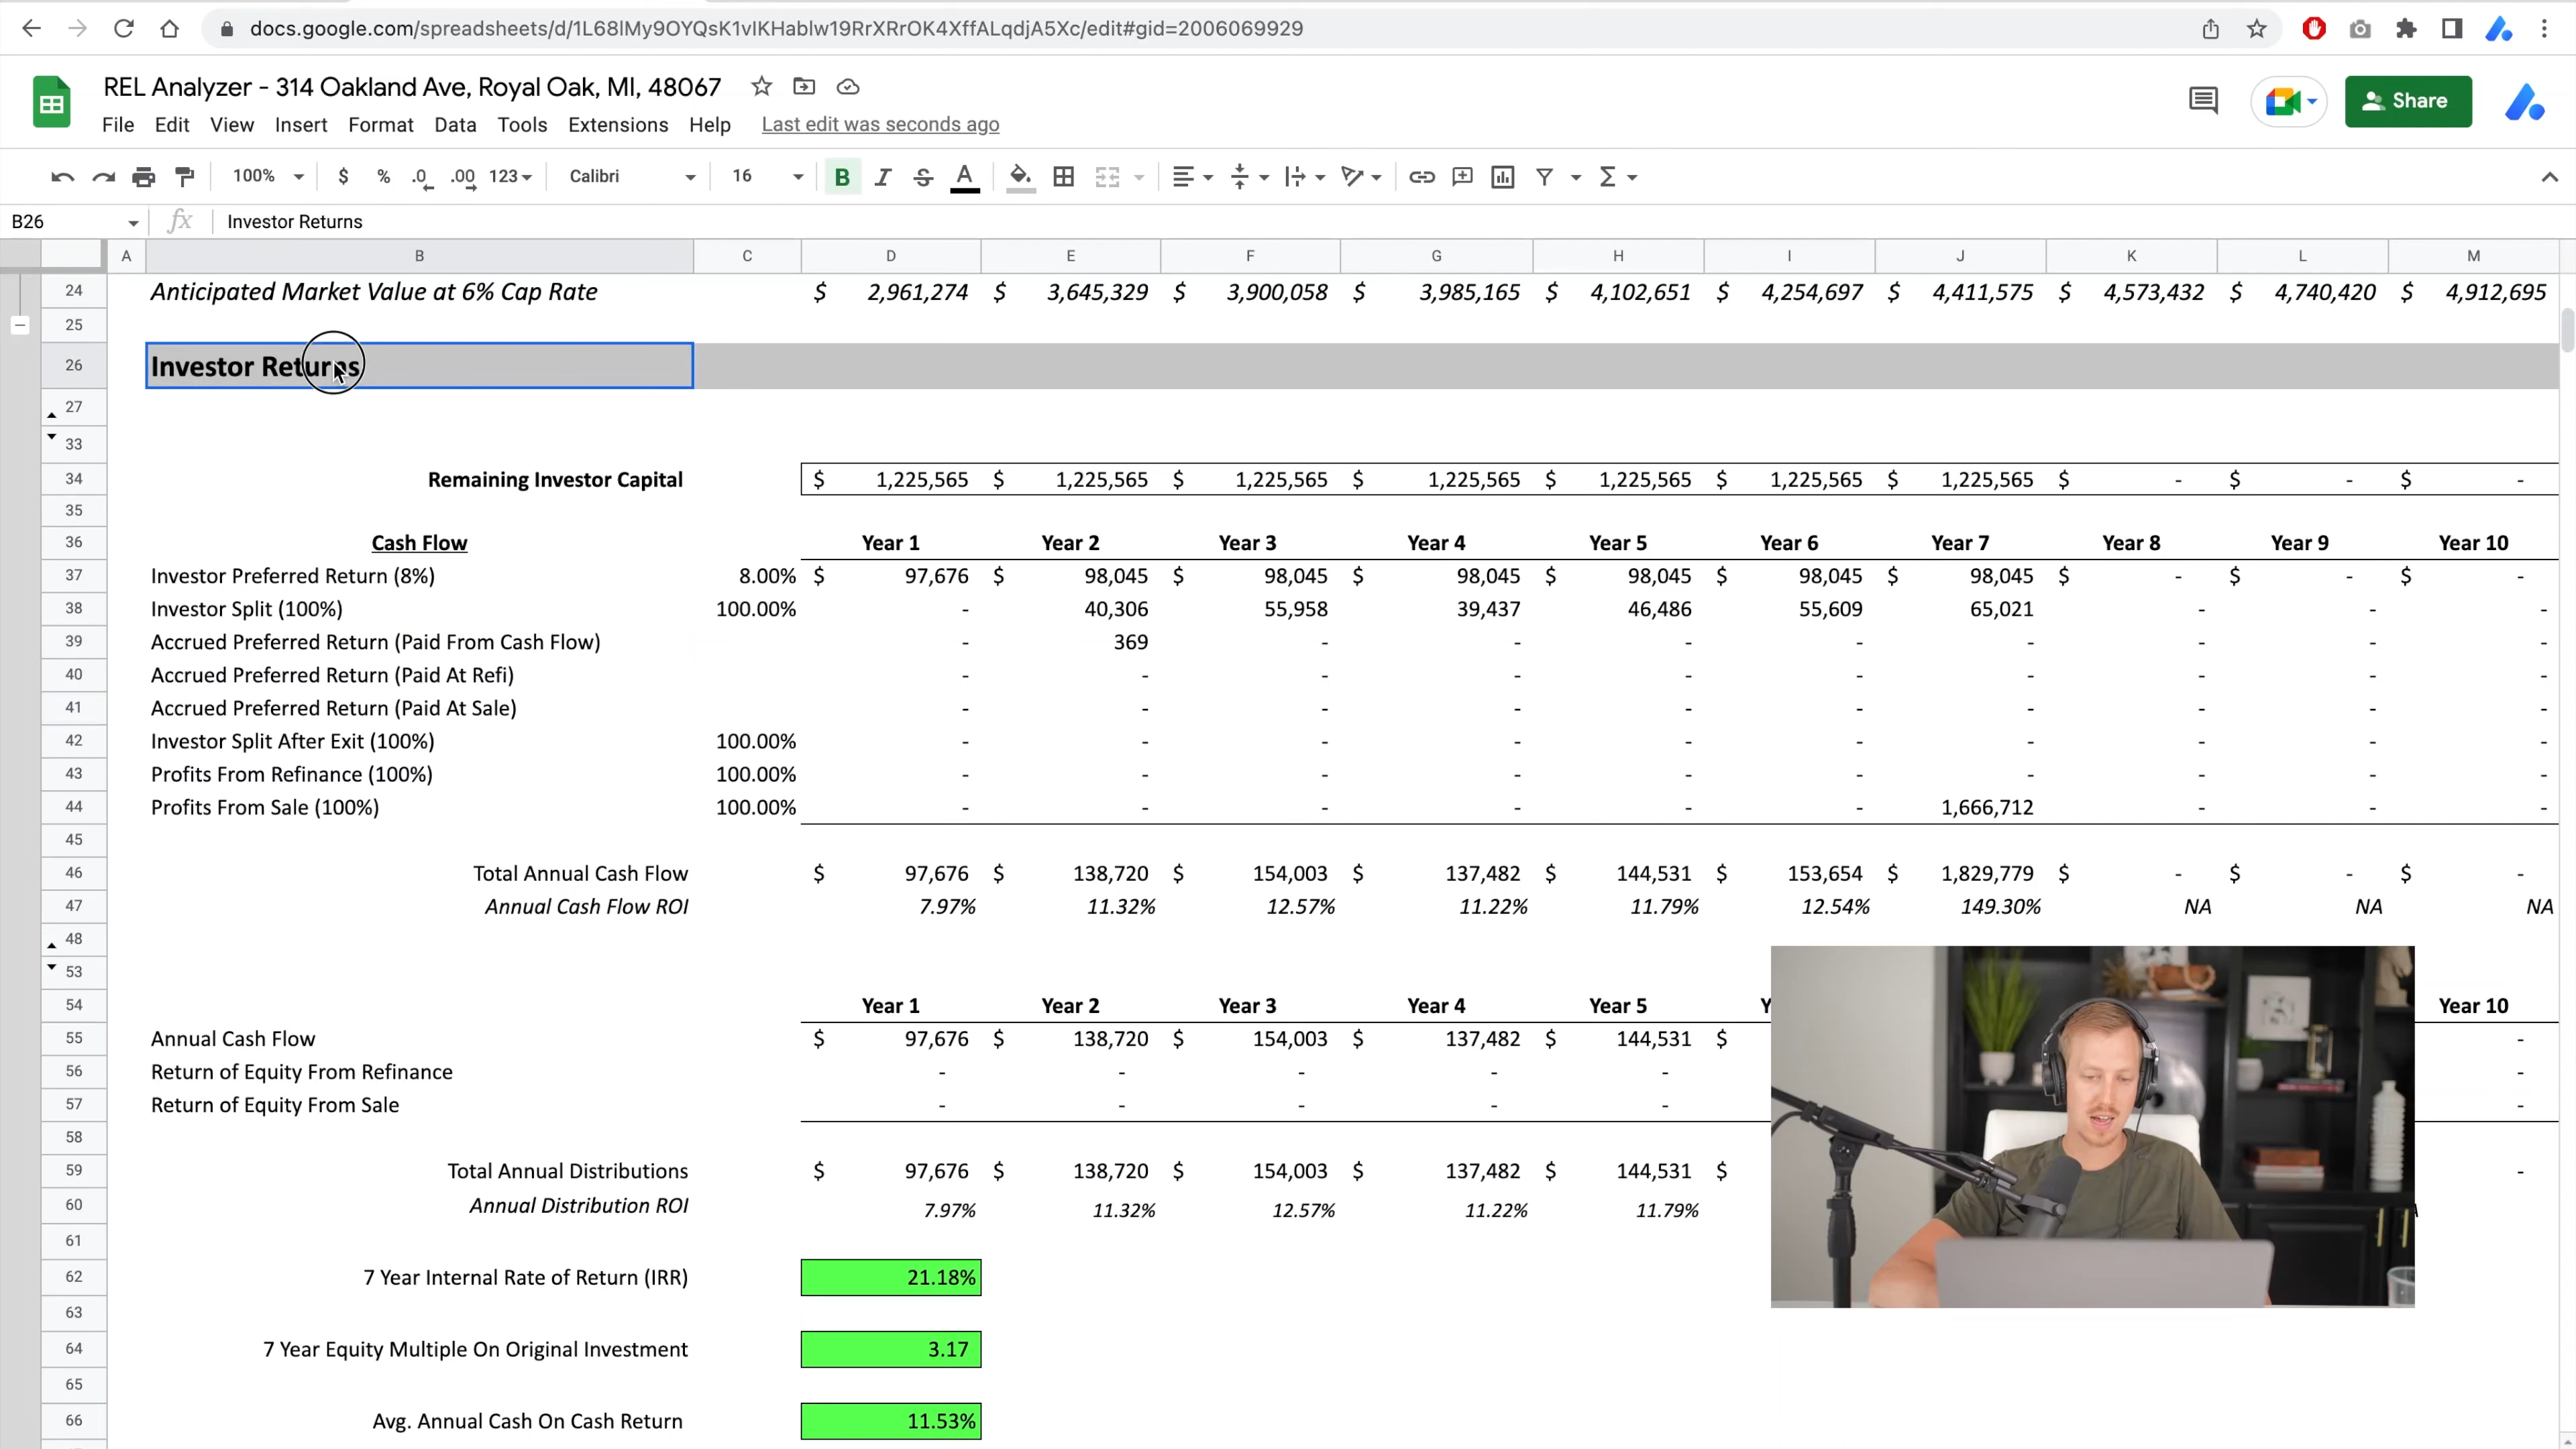 docs.google.com/spreadsheets/d/1L68lMy9OYQsK1vIKHablw19RrXRrOK4XffALqdjA5Xc/edit#gid=2006069929
REL Analyzer - 314 Oakland Ave, Royal Oak, MI, 48067
File Edit View Insert Format Data Tools Extensions Help Last edit was seconds ago
Share
100% $ % .0 .00 123 Calibri 16 B I S A Σ
B26 fx Investor Returns
A B C D E F G H I J K L M
24 Anticipated Market Value at 6% Cap Rate $ 2,961,274 $ 3,645,329 $ 3,900,058 $ 3,985,165 $ 4,102,651 $ 4,254,697 $ 4,411,575 $ 4,573,432 $ 4,740,420 $ 4,912,695
25
26 Investor Returns
27
33
34 Remaining Investor Capital $ 1,225,565 $ 1,225,565 $ 1,225,565 $ 1,225,565 $ 1,225,565 $ 1,225,565 $ 1,225,565 $ - $ - $ -
35
36 Cash Flow Year 1 Year 2 Year 3 Year 4 Year 5 Year 6 Year 7 Year 8 Year 9 Year 10
37 Investor Preferred Return (8%) 8.00% $ 97,676 $ 98,045 $ 98,045 $ 98,045 $ 98,045 $ 98,045 $ 98,045 $ - $ - $ -
38 Investor Split (100%) 100.00% - 40,306 55,958 39,437 46,486 55,609 65,021 - - -
39 Accrued Preferred Return (Paid From Cash Flow) - 369 - - - - - - - -
40 Accrued Preferred Return (Paid At Refi) - - - - - - - - - -
41 Accrued Preferred Return (Paid At Sale) - - - - - - - - - -
42 Investor Split After Exit (100%) 100.00% - - - - - - - - - -
43 Profits From Refinance (100%) 100.00% - - - - - - - - - -
44 Profits From Sale (100%) 100.00% - - - - - - 1,666,712 - - -
45
46 Total Annual Cash Flow $ 97,676 $ 138,720 $ 154,003 $ 137,482 $ 144,531 $ 153,654 $ 1,829,779 $ - $ - $ -
47 Annual Cash Flow ROI 7.97% 11.32% 12.57% 11.22% 11.79% 12.54% 149.30% NA NA NA
48
53
54 Year 1 Year 2 Year 3 Year 4 Year 5 Year 10
55 Annual Cash Flow $ 97,676 $ 138,720 $ 154,003 $ 137,482 $ 144,531 $ -
56 Return of Equity From Refinance - - - - - -
57 Return of Equity From Sale - - - - - -
58
59 Total Annual Distributions $ 97,676 $ 138,720 $ 154,003 $ 137,482 $ 144,531 $ -
60 Annual Distribution ROI 7.97% 11.32% 12.57% 11.22% 11.79%
61
62 7 Year Internal Rate of Return (IRR) 21.18%
63
64 7 Year Equity Multiple On Original Investment 3.17
65
66 Avg. Annual Cash On Cash Return 11.53%